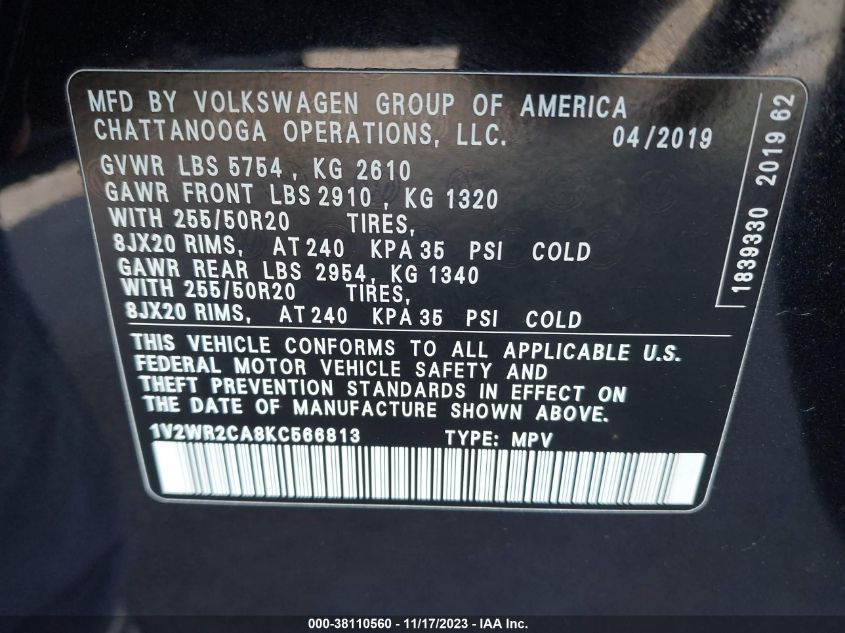 MFD BY VOLKSWAGEN GROUP OF AMERICA
CHATTANOOGA OPERATIONS, LLC. 04/2019
GVWR LBS 5754 , KG 2610
GAWR FRONT LBS 2910 , KG 1320
WITH 255/50R20 TIRES,
8JX20 RIMS, AT 240 KPA 35 PSI COLD
GAWR REAR LBS 2954, KG 1340
WITH 255/50R20 TIRES,
8JX20 RIMS, AT 240 KPA 35 PSI COLD
THIS VEHICLE CONFORMS TO ALL APPLICABLE U.S.
FEDERAL MOTOR VEHICLE SAFETY AND
THEFT PREVENTION STANDARDS IN EFFECT ON
THE DATE OF MANUFACTURE SHOWN ABOVE.
1V2WR2CA8KC566813 TYPE: MPV
1839330 2019 62
000-38110560 - 11/17/2023 - IAA Inc.